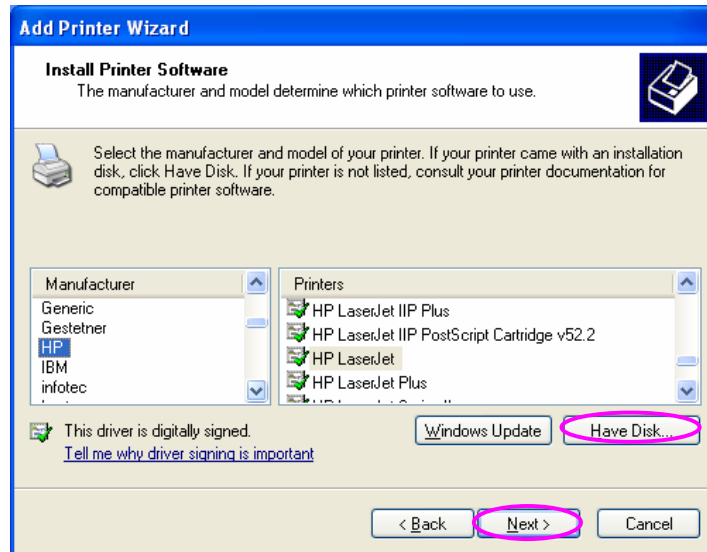 Add Printer Wizard
Install Printer Software
The manufacturer and model determine which printer software to use.
Select the manufacturer and model of your printer. If your printer came with an installation
disk, click Have Disk. If your printer is not listed, consult your printer documentation for
compatible printer software.
Manufacturer
Generic
Gestetner
HP
IBM
infotec
Printers
HP LaserJet IIP Plus
HP LaserJet IIP PostScript Cartridge v52.2
HP LaserJet
HP LaserJet Plus
This driver is digitally signed.
Tell me why driver signing is important
Windows Update
Have Disk...
< Back
Next >
Cancel